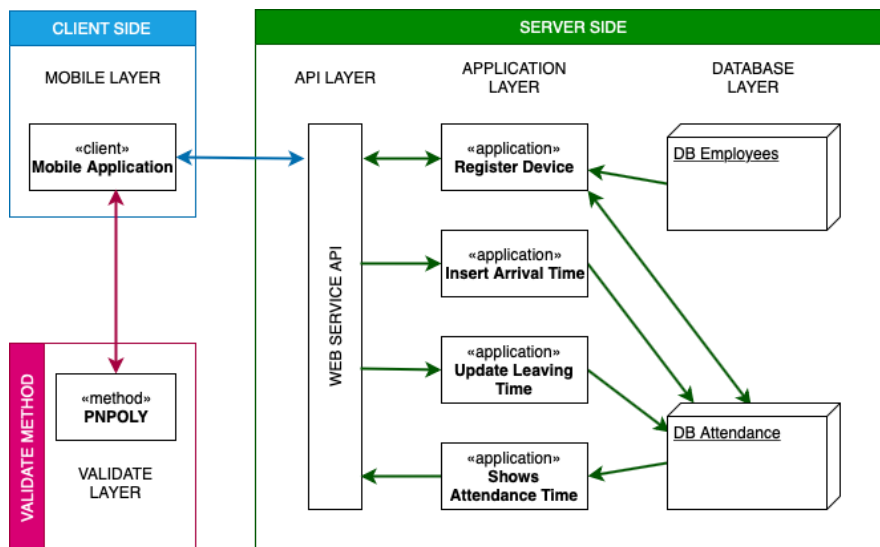 CLIENT SIDE
SERVER SIDE
MOBILE LAYER
API LAYER
APPLICATION
LAYER
DATABASE
LAYER
«client»
Mobile Application
«application»
Register Device
DB Employees
«application»
Insert Arrival Time
WEB SERVICE API
«application»
Update Leaving
Time
VALIDATE METHOD
«method»
PNPOLY
DB Attendance
«application»
Shows
Attendance Time
VALIDATE
LAYER